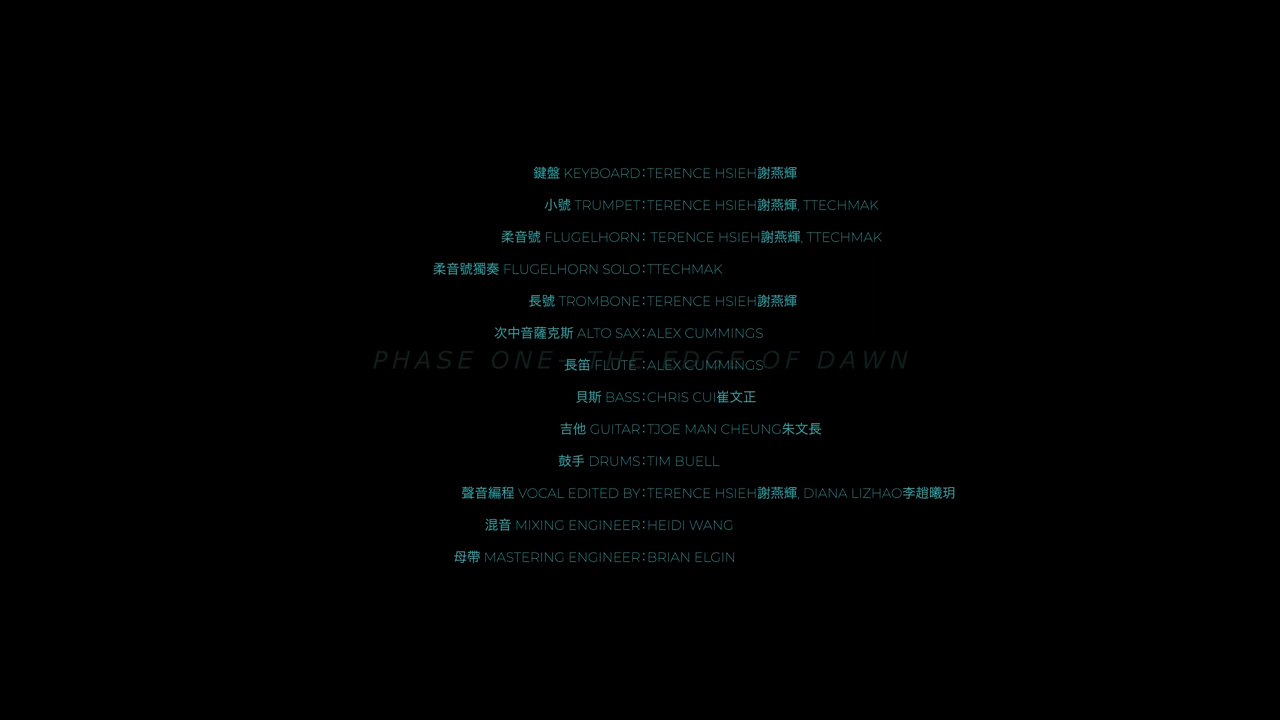 鍵盤 KEYBOARD:TERENCE HSIEH謝燕輝
小號 TRUMPET:TERENCE HSIEH謝燕輝, TTECHMAK
柔音號 FLUGELHORN: TERENCE HSIEH謝燕輝, TTECHMAK
柔音號獨奏 FLUGELHORN SOLO:TTECHMAK
長號 TROMBONE:TERENCE HSIEH謝燕輝
次中音薩克斯 ALTO SAX:ALEX CUMMINGS
PHASE ONE–THE EDGE OF DAWN
長笛 FLUTE :ALEX CUMMINGS
貝斯 BASS:CHRIS CUI崔文正
吉他 GUITAR:TJOE MAN CHEUNG朱文長
鼓手 DRUMS:TIM BUELL
聲音編程 VOCAL EDITED BY:TERENCE HSIEH謝燕輝, DIANA LIZHAO李趙曦玥
混音 MIXING ENGINEER:HEIDI WANG
母帶 MASTERING ENGINEER:BRIAN ELGIN